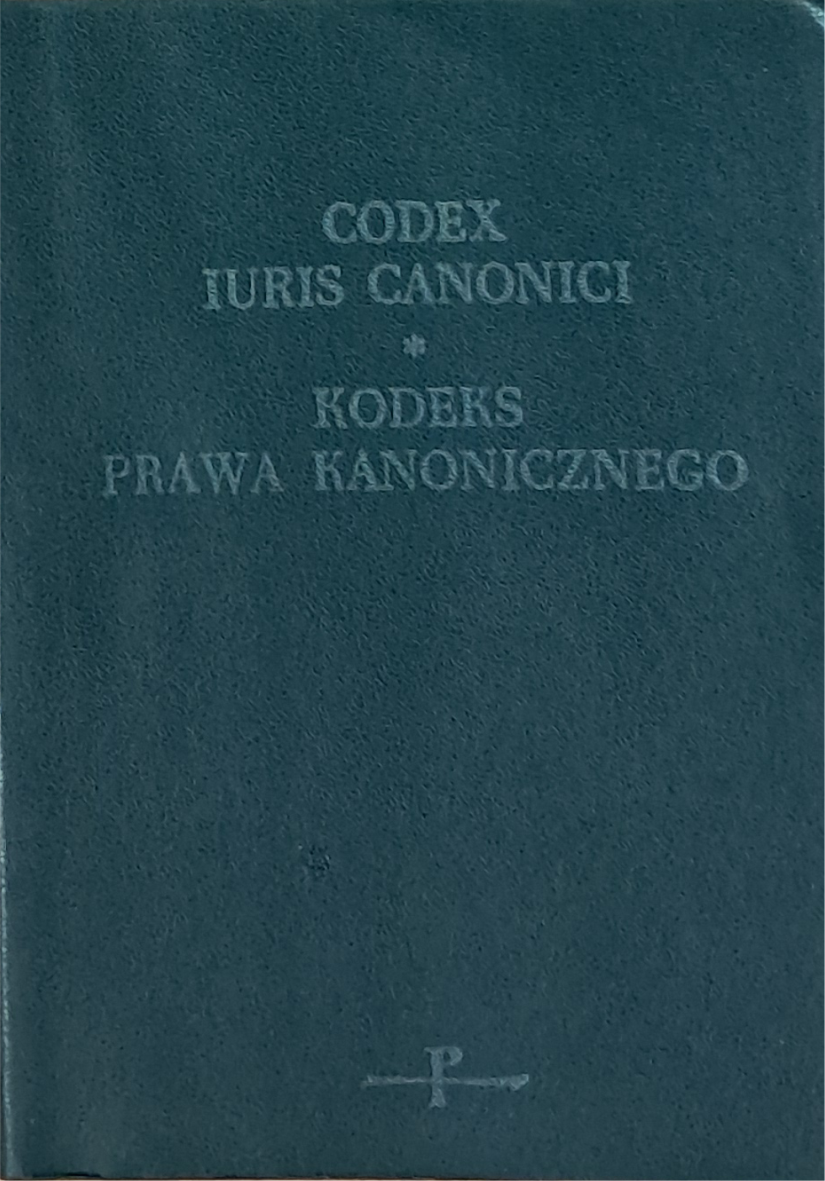 CODEX
IURIS CANONICI
*
KODEKS
PRAWA KANONICZNEGO
P